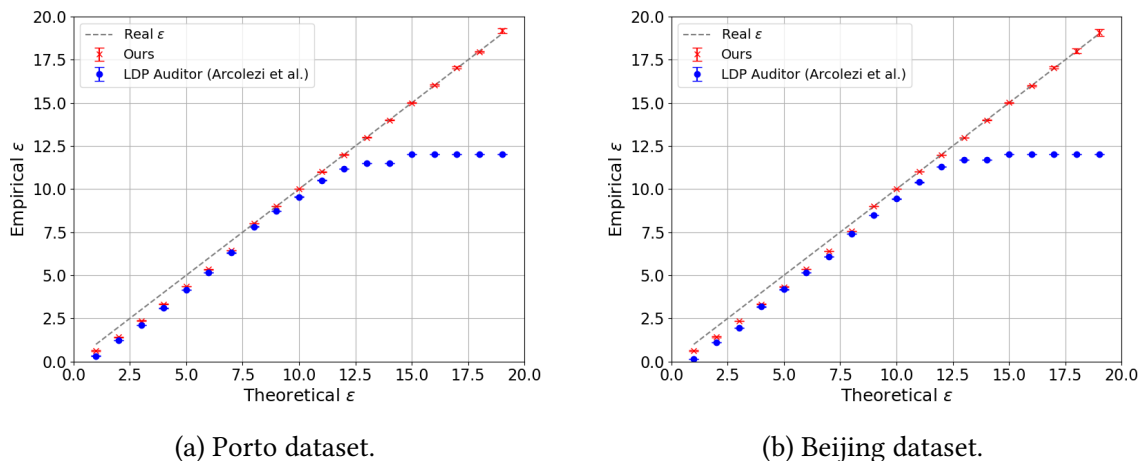 20.0
17.5
15.0
12.5
10.0
7.5
5.0
2.5
0.0
Empirical ε
Real ε
Ours
LDP Auditor (Arcolezi et al.)
0.0 2.5 5.0 7.5 10.0 12.5 15.0 17.5 20.0
Theoretical ε
(a) Porto dataset.
20.0
17.5
15.0
12.5
10.0
7.5
5.0
2.5
0.0
Empirical ε
Real ε
Ours
LDP Auditor (Arcolezi et al.)
0.0 2.5 5.0 7.5 10.0 12.5 15.0 17.5 20.0
Theoretical ε
(b) Beijing dataset.